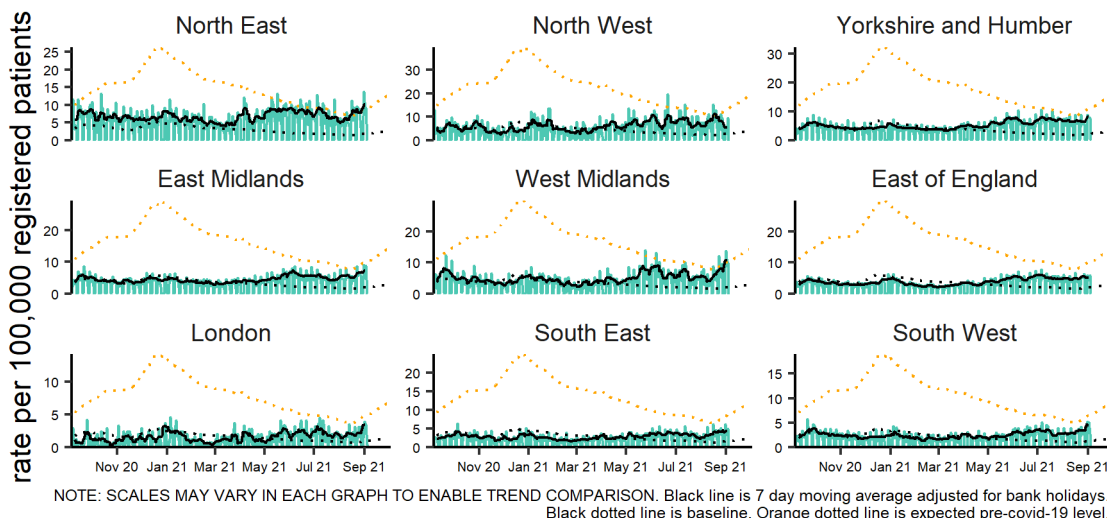 rate per 100,000 registered patients
North East
North West
Yorkshire and Humber
25
20
15
10
5
0
30
20
10
0
30
20
10
0
East Midlands
West Midlands
East of England
20
10
0
20
10
0
20
10
0
London
South East
South West
10
5
0
20
15
10
5
0
15
10
5
0
Nov 20 Jan 21 Mar 21 May 21 Jul 21 Sep 21
Nov 20 Jan 21 Mar 21 May 21 Jul 21 Sep 21
Nov 20 Jan 21 Mar 21 May 21 Jul 21 Sep 21
NOTE: SCALES MAY VARY IN EACH GRAPH TO ENABLE TREND COMPARISON. Black line is 7 day moving average adjusted for bank holidays.
Black dotted line is baseline. Orange dotted line is expected pre-covid-19 level.